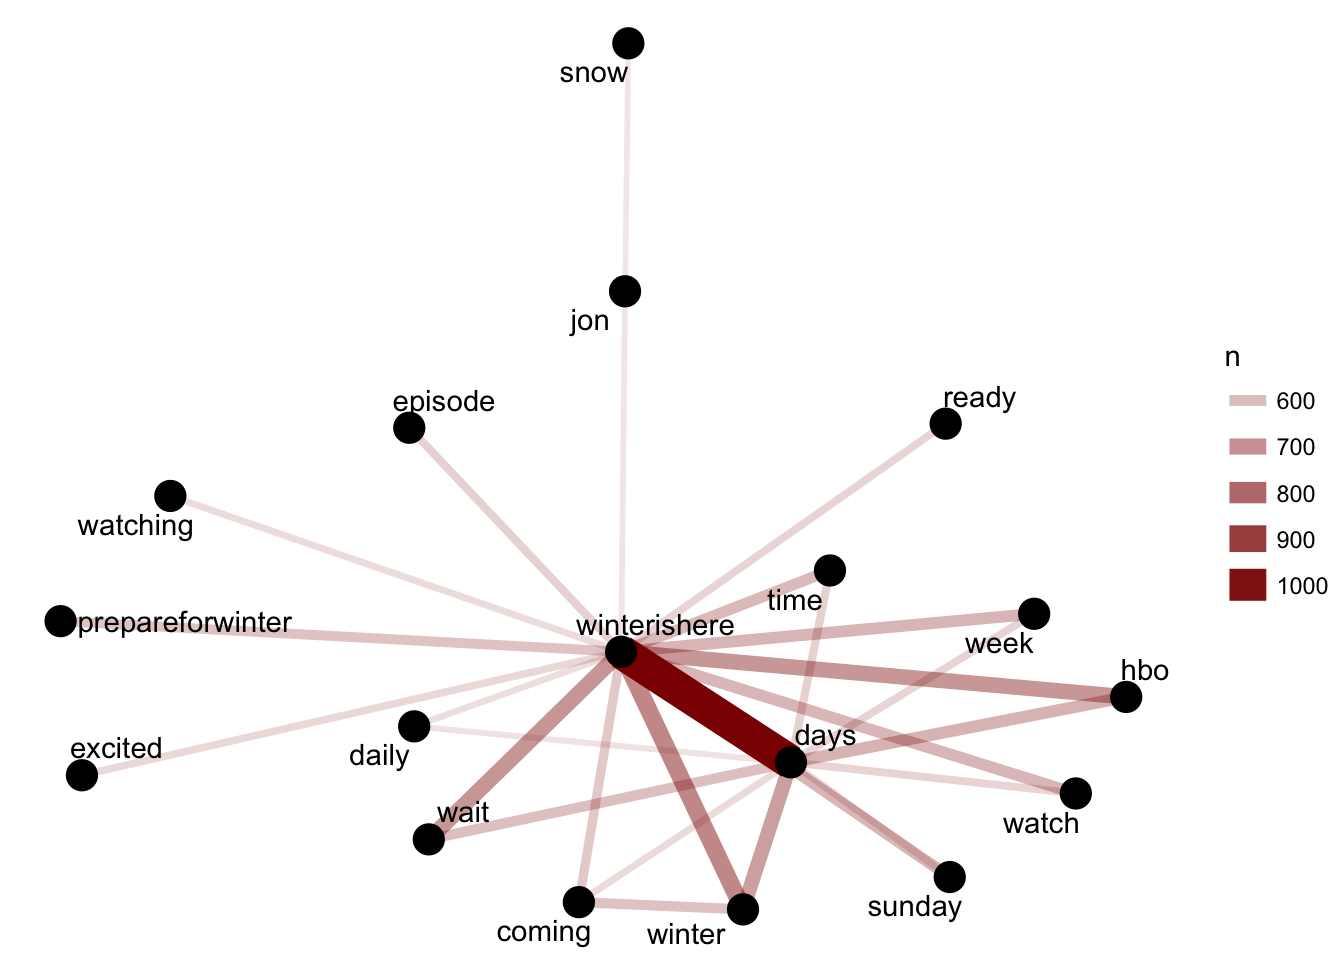 snow
jon
episode
ready
watching
time
prepareforwinter
winterishere
week
hbo
days
daily
excited
wait
watch
coming
winter
sunday
n
600
700
800
900
1000